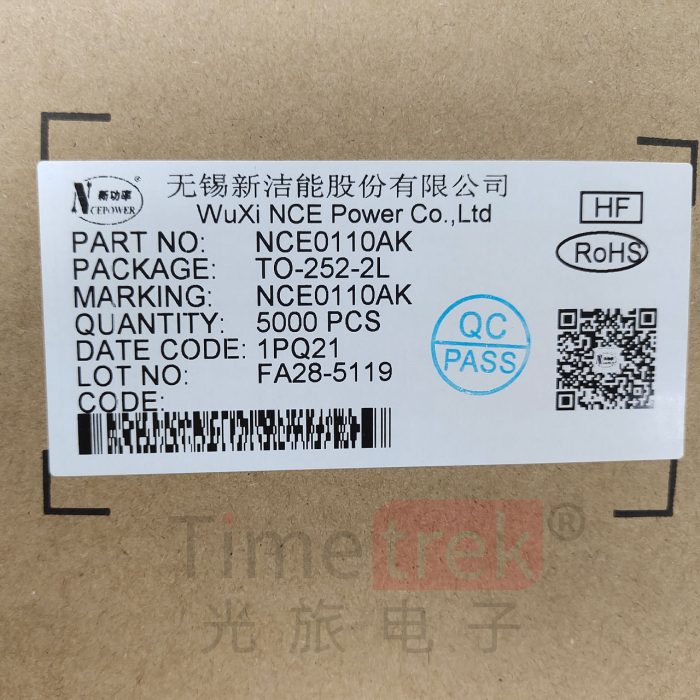 新功率
NCEPOWER
无锡新洁能股份有限公司
WuXi NCE Power Co.,Ltd
HF
RoHS
PART NO: NCE0110AK
PACKAGE: TO-252-2L
MARKING: NCE0110AK
QUANTITY: 5000 PCS
DATE CODE: 1PQ21
LOT NO: FA28-5119
CODE:
QC
PASS
Timetrek®
光旅电子